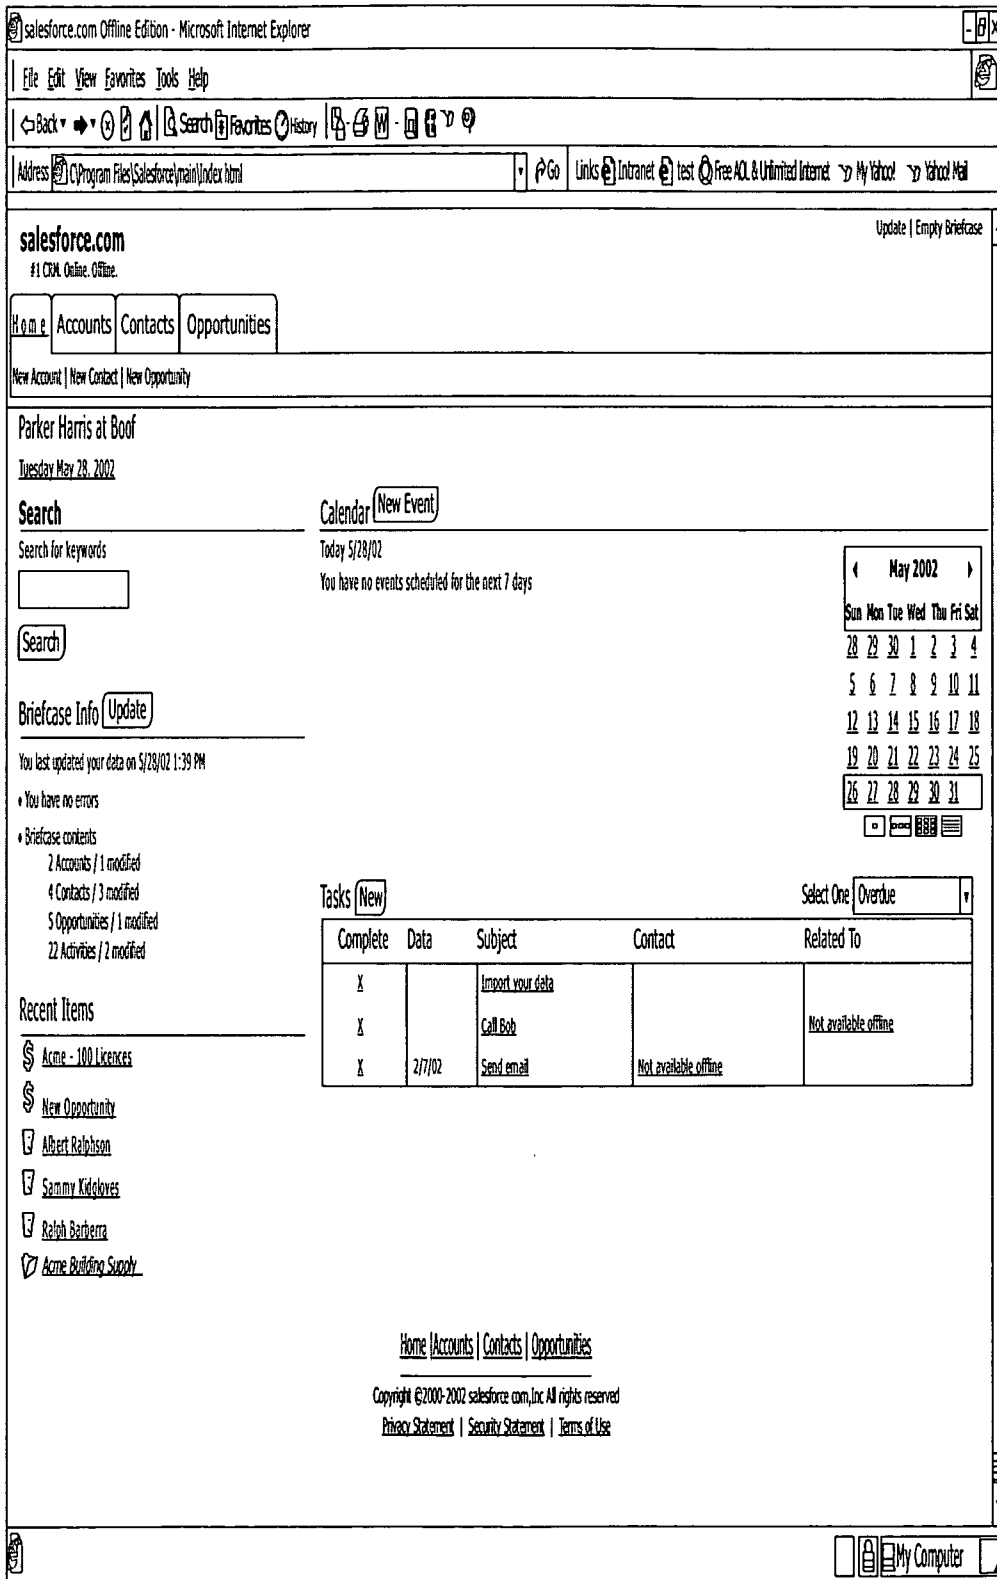 salesforce.com Offline Edition - Microsoft Internet Explorer
File Edit View Favorites Tools Help
Back Search Favorites History W
Address C:\Program Files\Salesforce\main\Index html Go Links Intranet test Free AOL & Unlimited Internet My Yahoo! Yahoo! Mail
salesforce.com
Update | Empty Briefcase
#1 CRM. Online. Offline.
Home Accounts Contacts Opportunities
New Account | New Contact | New Opportunity
Parker Harris at Boof
Tuesday May 28. 2002
Search
Search for keywords
Search
Briefcase Info Update
You last updated your data on 5/28/02 1:39 PM
• You have no errors
• Briefcase contents
2 Accounts / 1 modified
4 Contacts / 3 modified
5 Opportunities / 1 modified
22 Activities / 2 modified
Recent Items
$ Acme - 100 Licences
$ New Opportunity
Albert Ralphson
Sammy Kidgloves
Ralph Barberra
Acme Building Supply
Calendar New Event
Today 5/28/02
You have no events scheduled for the next 7 days
May 2002
Sun Mon Tue Wed Thu Fri Sat
28 29 30 1 2 3 4
5 6 7 8 9 10 11
12 13 14 15 16 17 18
19 20 21 22 23 24 25
26 27 28 29 30 31
Tasks New Select One Overdue
Complete Data Subject Contact Related To
X Import your data
X Call Bob Not available offline
X 2/7/02 Send email Not available offline
Home | Accounts | Contacts | Opportunities
Copyright ©2000-2002 salesforce com,Inc All rights reserved
Privacy Statement | Security Statement | Terms of Use
My Computer